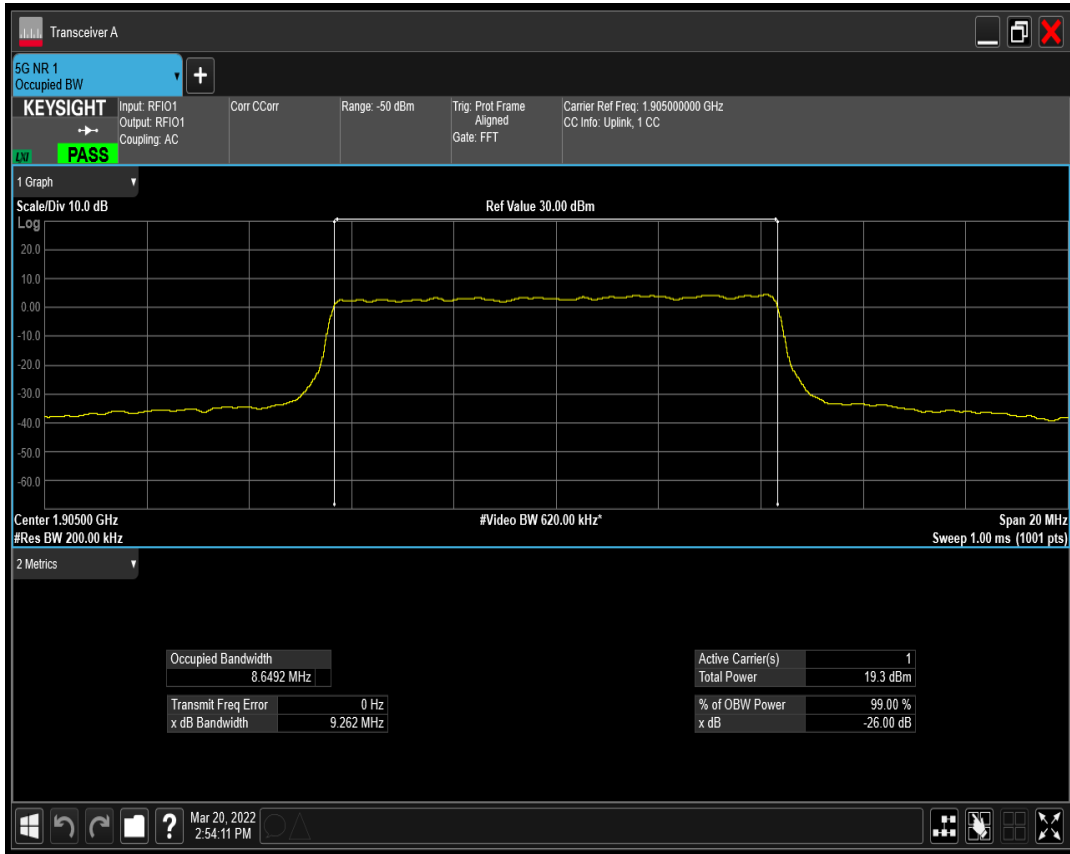 Transceiver A
5G NR 1
Occupied BW
+
KEYSIGHT
LXI
PASS
Input: RFIO1
Output: RFIO1
Coupling: AC
Corr CCorr
Range: -50 dBm
Trig: Prot Frame
Aligned
Gate: FFT
Carrier Ref Freq: 1.905000000 GHz
CC Info: Uplink, 1 CC
1 Graph
Scale/Div 10.0 dB
Ref Value 30.00 dBm
Log
20.0
10.0
0.00
-10.0
-20.0
-30.0
-40.0
-50.0
-60.0
Center 1.90500 GHz
#Video BW 620.00 kHz*
Span 20 MHz
#Res BW 200.00 kHz
Sweep 1.00 ms (1001 pts)
2 Metrics
Occupied Bandwidth
8.6492 MHz
Transmit Freq Error 0 Hz
x dB Bandwidth 9.262 MHz
Active Carrier(s) 1
Total Power 19.3 dBm
% of OBW Power 99.00 %
x dB -26.00 dB
?
Mar 20, 2022
2:54:11 PM